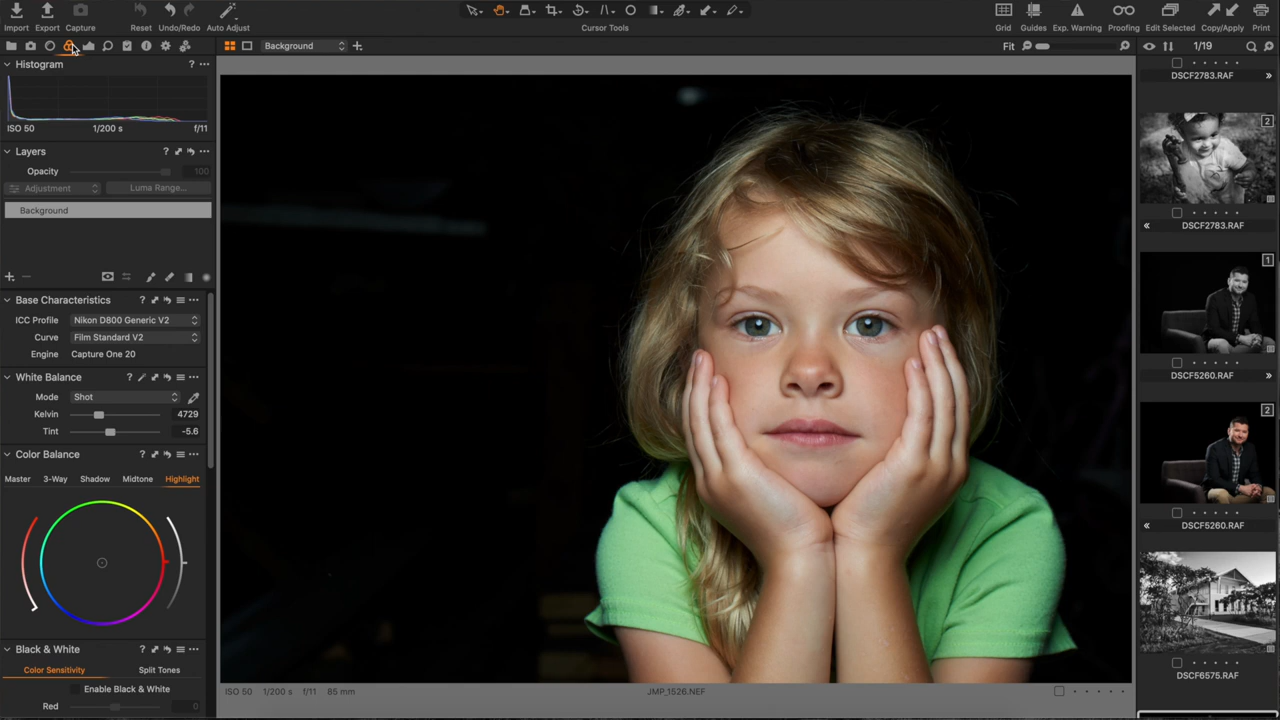 Import Export Capture Reset Undo/Redo Auto Adjust Cursor Tools Grid Guides Exp. Warning Proofing Edit Selected Copy/Apply Print
Background Fit 1/19
Histogram ?
ISO 50 1/200 s f/11
Layers ?
Opacity 100
Adjustment Luma Range...
Background
Base Characteristics ?
ICC Profile Nikon D800 Generic V2
Curve Film Standard V2
Engine Capture One 20
White Balance ?
Mode Shot
Kelvin 4729
Tint -5.6
Color Balance ?
Master 3-Way Shadow Midtone Highlight
Black & White ?
Color Sensitivity Split Tones
Enable Black & White
Red 0
ISO 50 1/200 s f/11 85 mm JMP_1526.NEF
DSCF2783.RAF
2
DSCF2783.RAF
1
DSCF5260.RAF
2
DSCF5260.RAF
DSCF6575.RAF